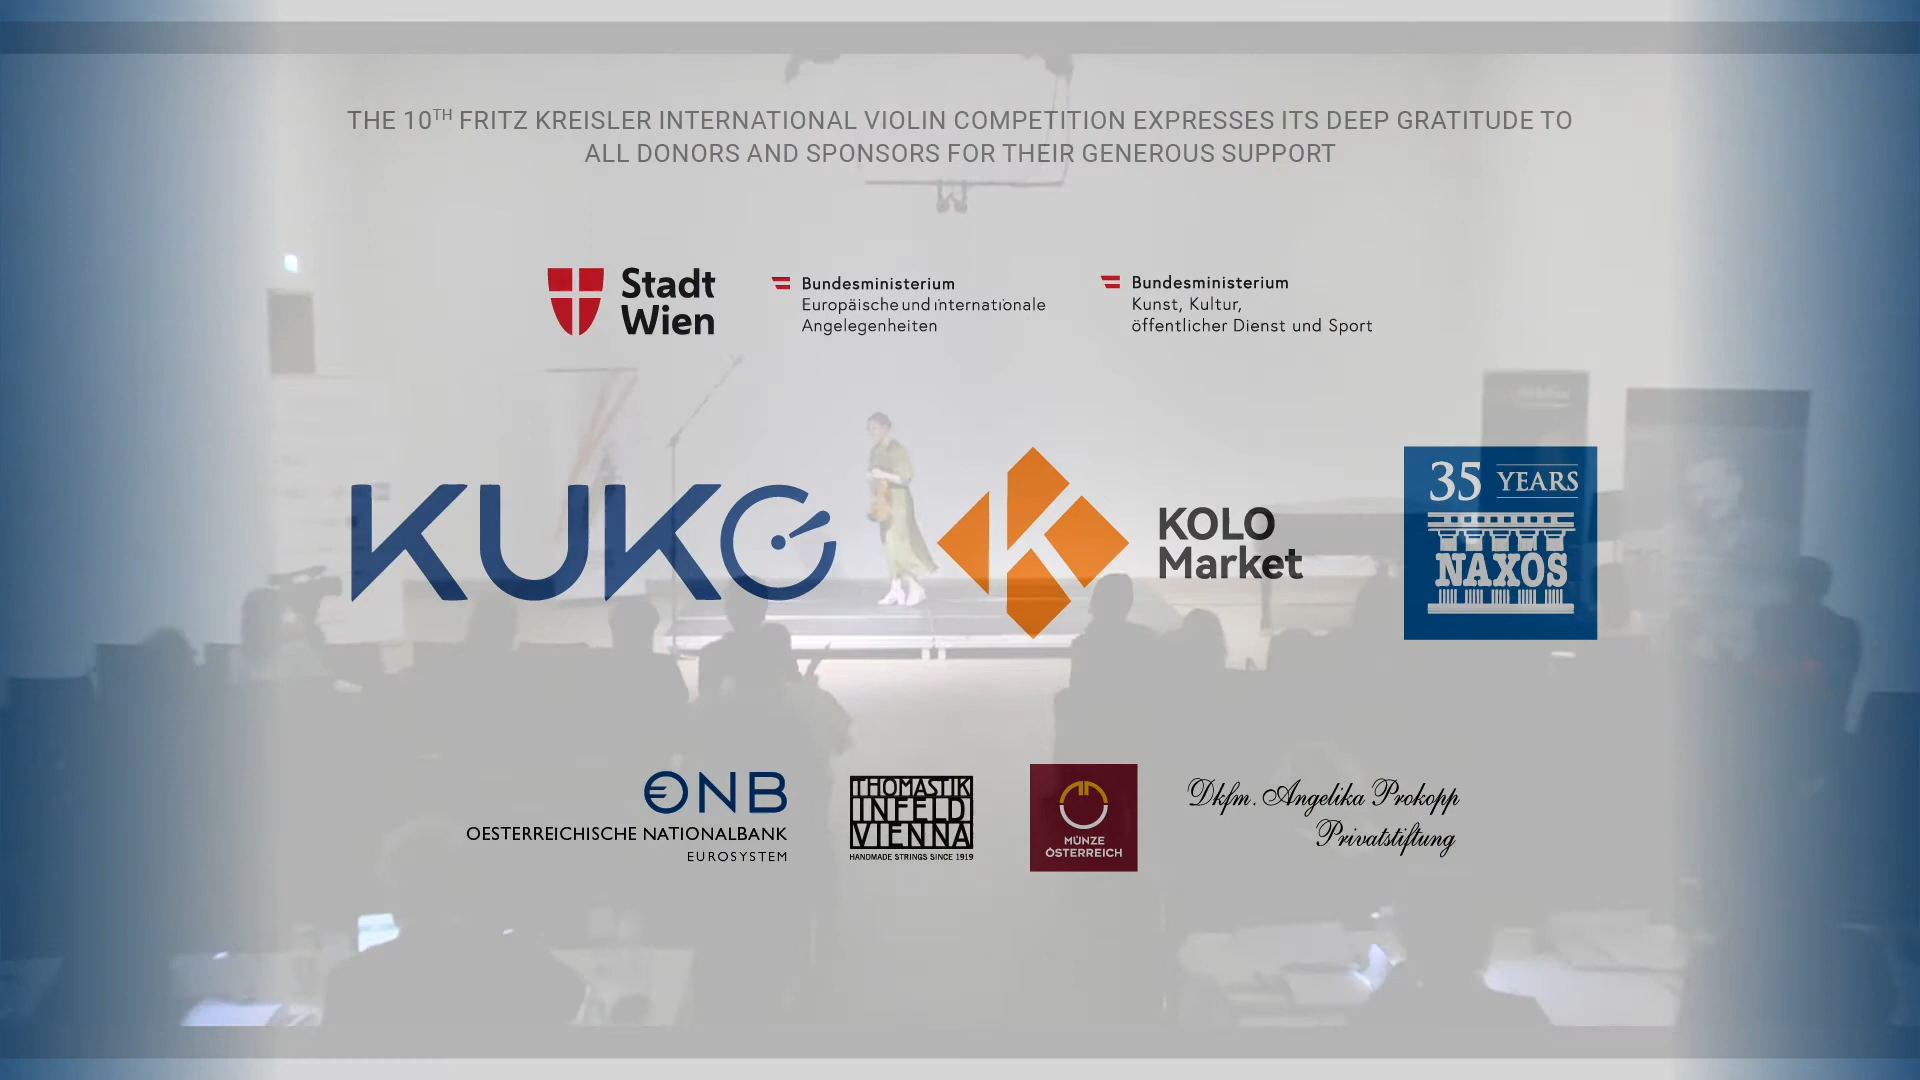 THE 10TH FRITZ KREISLER INTERNATIONAL VIOLIN COMPETITION EXPRESSES ITS DEEP GRATITUDE TO
ALL DONORS AND SPONSORS FOR THEIR GENEROUS SUPPORT
Stadt
Wien
Bundesministerium
Europäische und internationale
Angelegenheiten
Bundesministerium
Kunst, Kultur,
öffentlicher Dienst und Sport
KUKO
KOLO
Market
35 YEARS
NAXOS
ONB
OESTERREICHISCHE NATIONALBANK
EUROSYSTEM
THOMASTIK
INFELD
VIENNA
HANDMADE STRINGS SINCE 1919
MÜNZE
ÖSTERREICH
Dkfm. Angelika Prokopp
Privatstiftung